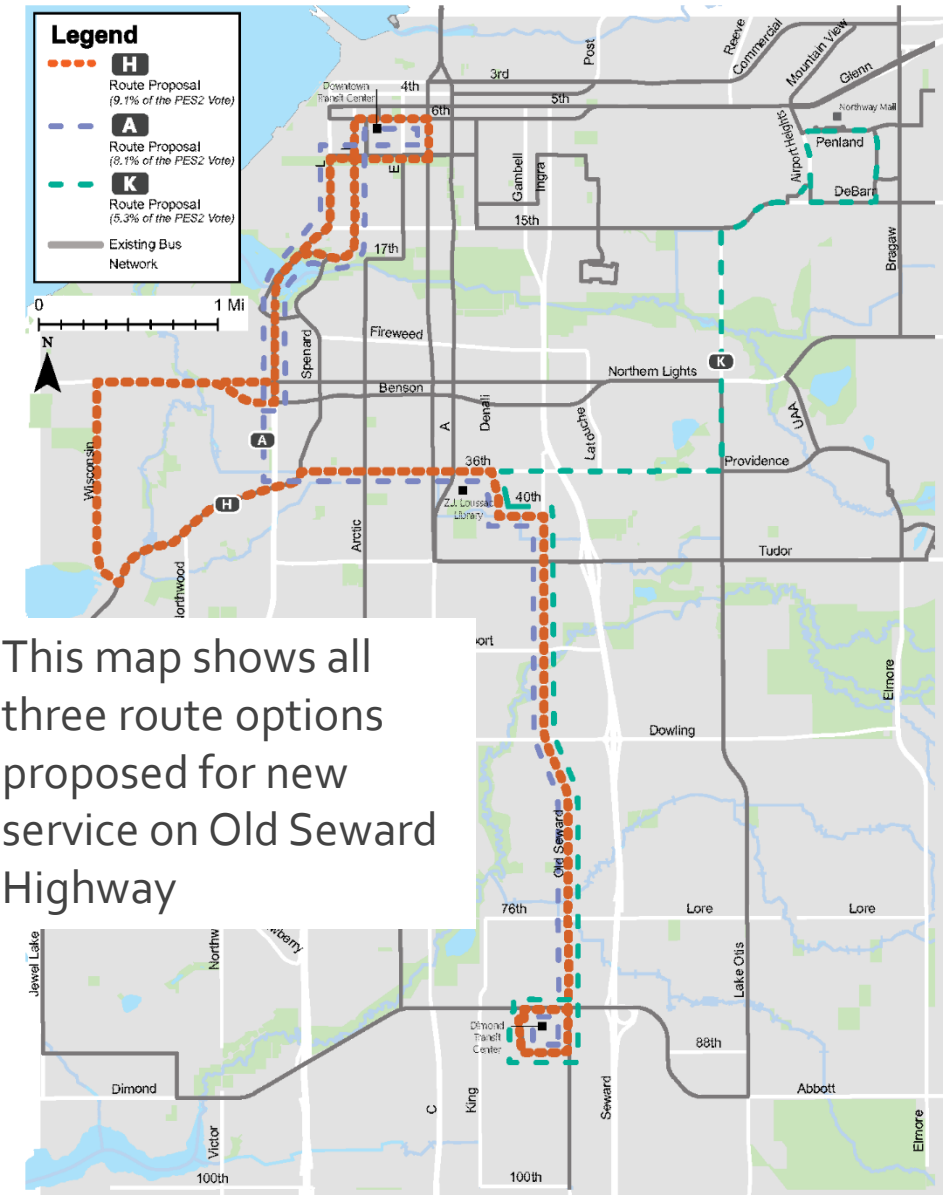 Legend
H
Route Proposal
(9.1% of the PES2 Vote)
A
Route Proposal
(8.1% of the PES2 Vote)
K
Route Proposal
(5.3% of the PES2 Vote)
Existing Bus
Network
0 1 Mi
N
Downtown
Transit Center
3rd
4th
5th
6th
Post
Reeve
Commercial
Mountain View
Glenn
Northway Mall
Airport Heights
Penland
DeBarr
Bragaw
L
I
E
Gambell
Ingra
15th
17th
Spenard
Fireweed
Benson
Northern Lights
K
A
Denali
Latouche
UAA
A
Wisconsin
36th
Providence
H
Z.J. Loussac
Library
40th
Arctic
Tudor
Northwood
port
Elmore
Dowling
This map shows all
three route options
proposed for new
service on Old Seward
Highway
Old Seward
76th
Lore
Lore
Jewel Lake
Northw
wberry
Lake Otis
Dimond
Transit
Center
88th
Dimond
Abbott
C
King
Seward
Elmore
Victor
100th
100th